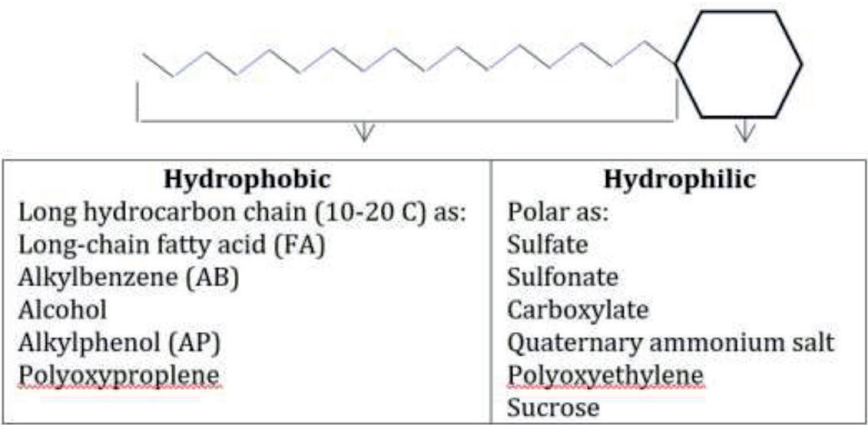 Hydrophobic
Long hydrocarbon chain (10-20 C) as:
Long-chain fatty acid (FA)
Alkylbenzene (AB)
Alcohol
Alkylphenol (AP)
Polyoxyproplene
Hydrophilic
Polar as:
Sulfate
Sulfonate
Carboxylate
Quaternary ammonium salt
Polyoxyethylene
Sucrose